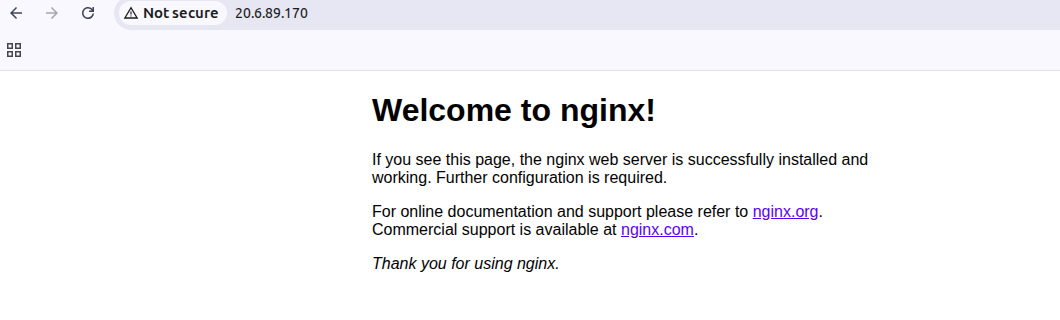 Not secure 20.6.89.170
Welcome to nginx!
If you see this page, the nginx web server is successfully installed and
working. Further configuration is required.
For online documentation and support please refer to nginx.org.
Commercial support is available at nginx.com.
Thank you for using nginx.